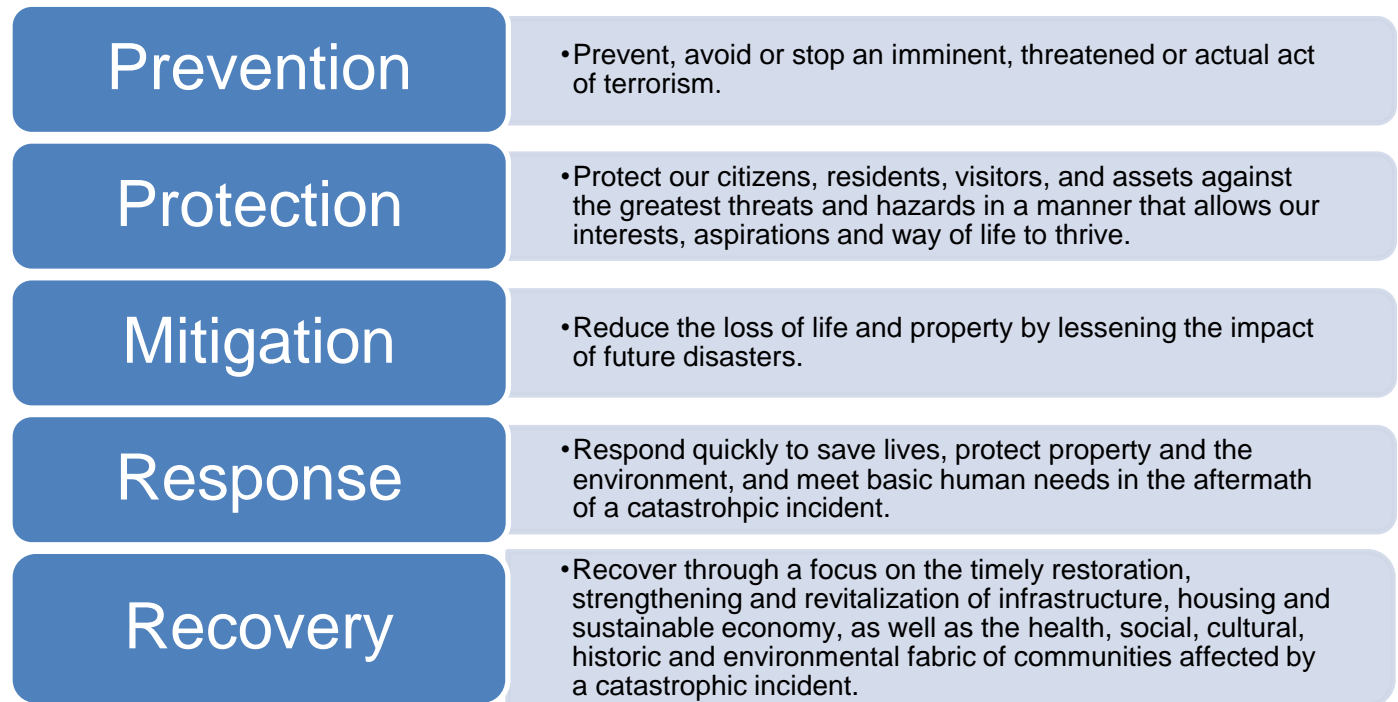 Prevention
•Prevent, avoid or stop an imminent, threatened or actual act
of terrorism.
Protection
•Protect our citizens, residents, visitors, and assets against
the greatest threats and hazards in a manner that allows our
interests, aspirations and way of life to thrive.
Mitigation
•Reduce the loss of life and property by lessening the impact
of future disasters.
Response
•Respond quickly to save lives, protect property and the
environment, and meet basic human needs in the aftermath
of a catastrohpic incident.
Recovery
•Recover through a focus on the timely restoration,
strengthening and revitalization of infrastructure, housing and
sustainable economy, as well as the health, social, cultural,
historic and environmental fabric of communities affected by
a catastrophic incident.